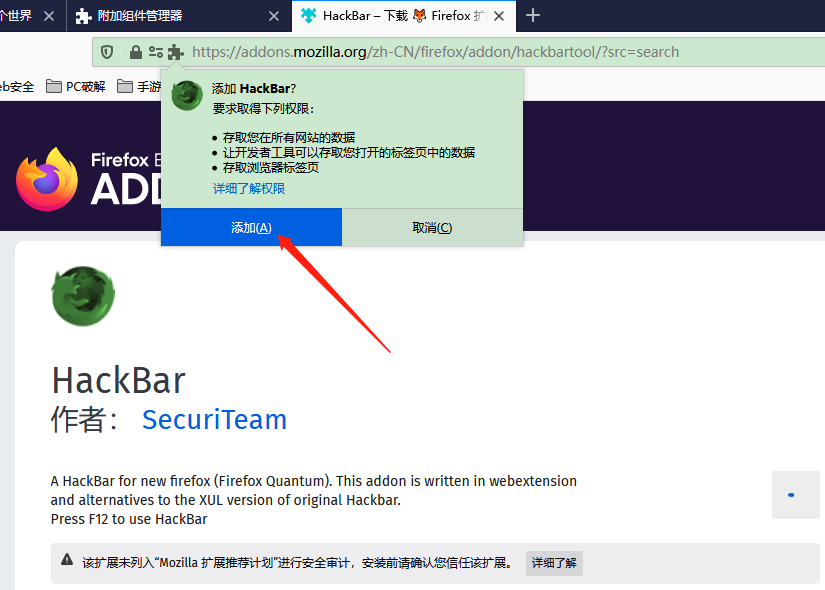 个世界
附加组件管理器
HackBar – 下载 🦊 Firefox 扩
https://addons.mozilla.org/zh-CN/firefox/addon/hackbartool/?src=search
eb安全
PC破解
手游
添加 HackBar?
要求取得下列权限：
• 存取您在所有网站的数据
• 让开发者工具可以存取您打开的标签页中的数据
• 存取浏览器标签页
详细了解权限
添加(A)
取消(C)
Firefox
ADD
HackBar
作者： SecuriTeam
A HackBar for new firefox (Firefox Quantum). This addon is written in webextension
and alternatives to the XUL version of original Hackbar.
Press F12 to use HackBar
该扩展未列入“Mozilla 扩展推荐计划”进行安全审计，安装前请确认您信任该扩展。
详细了解